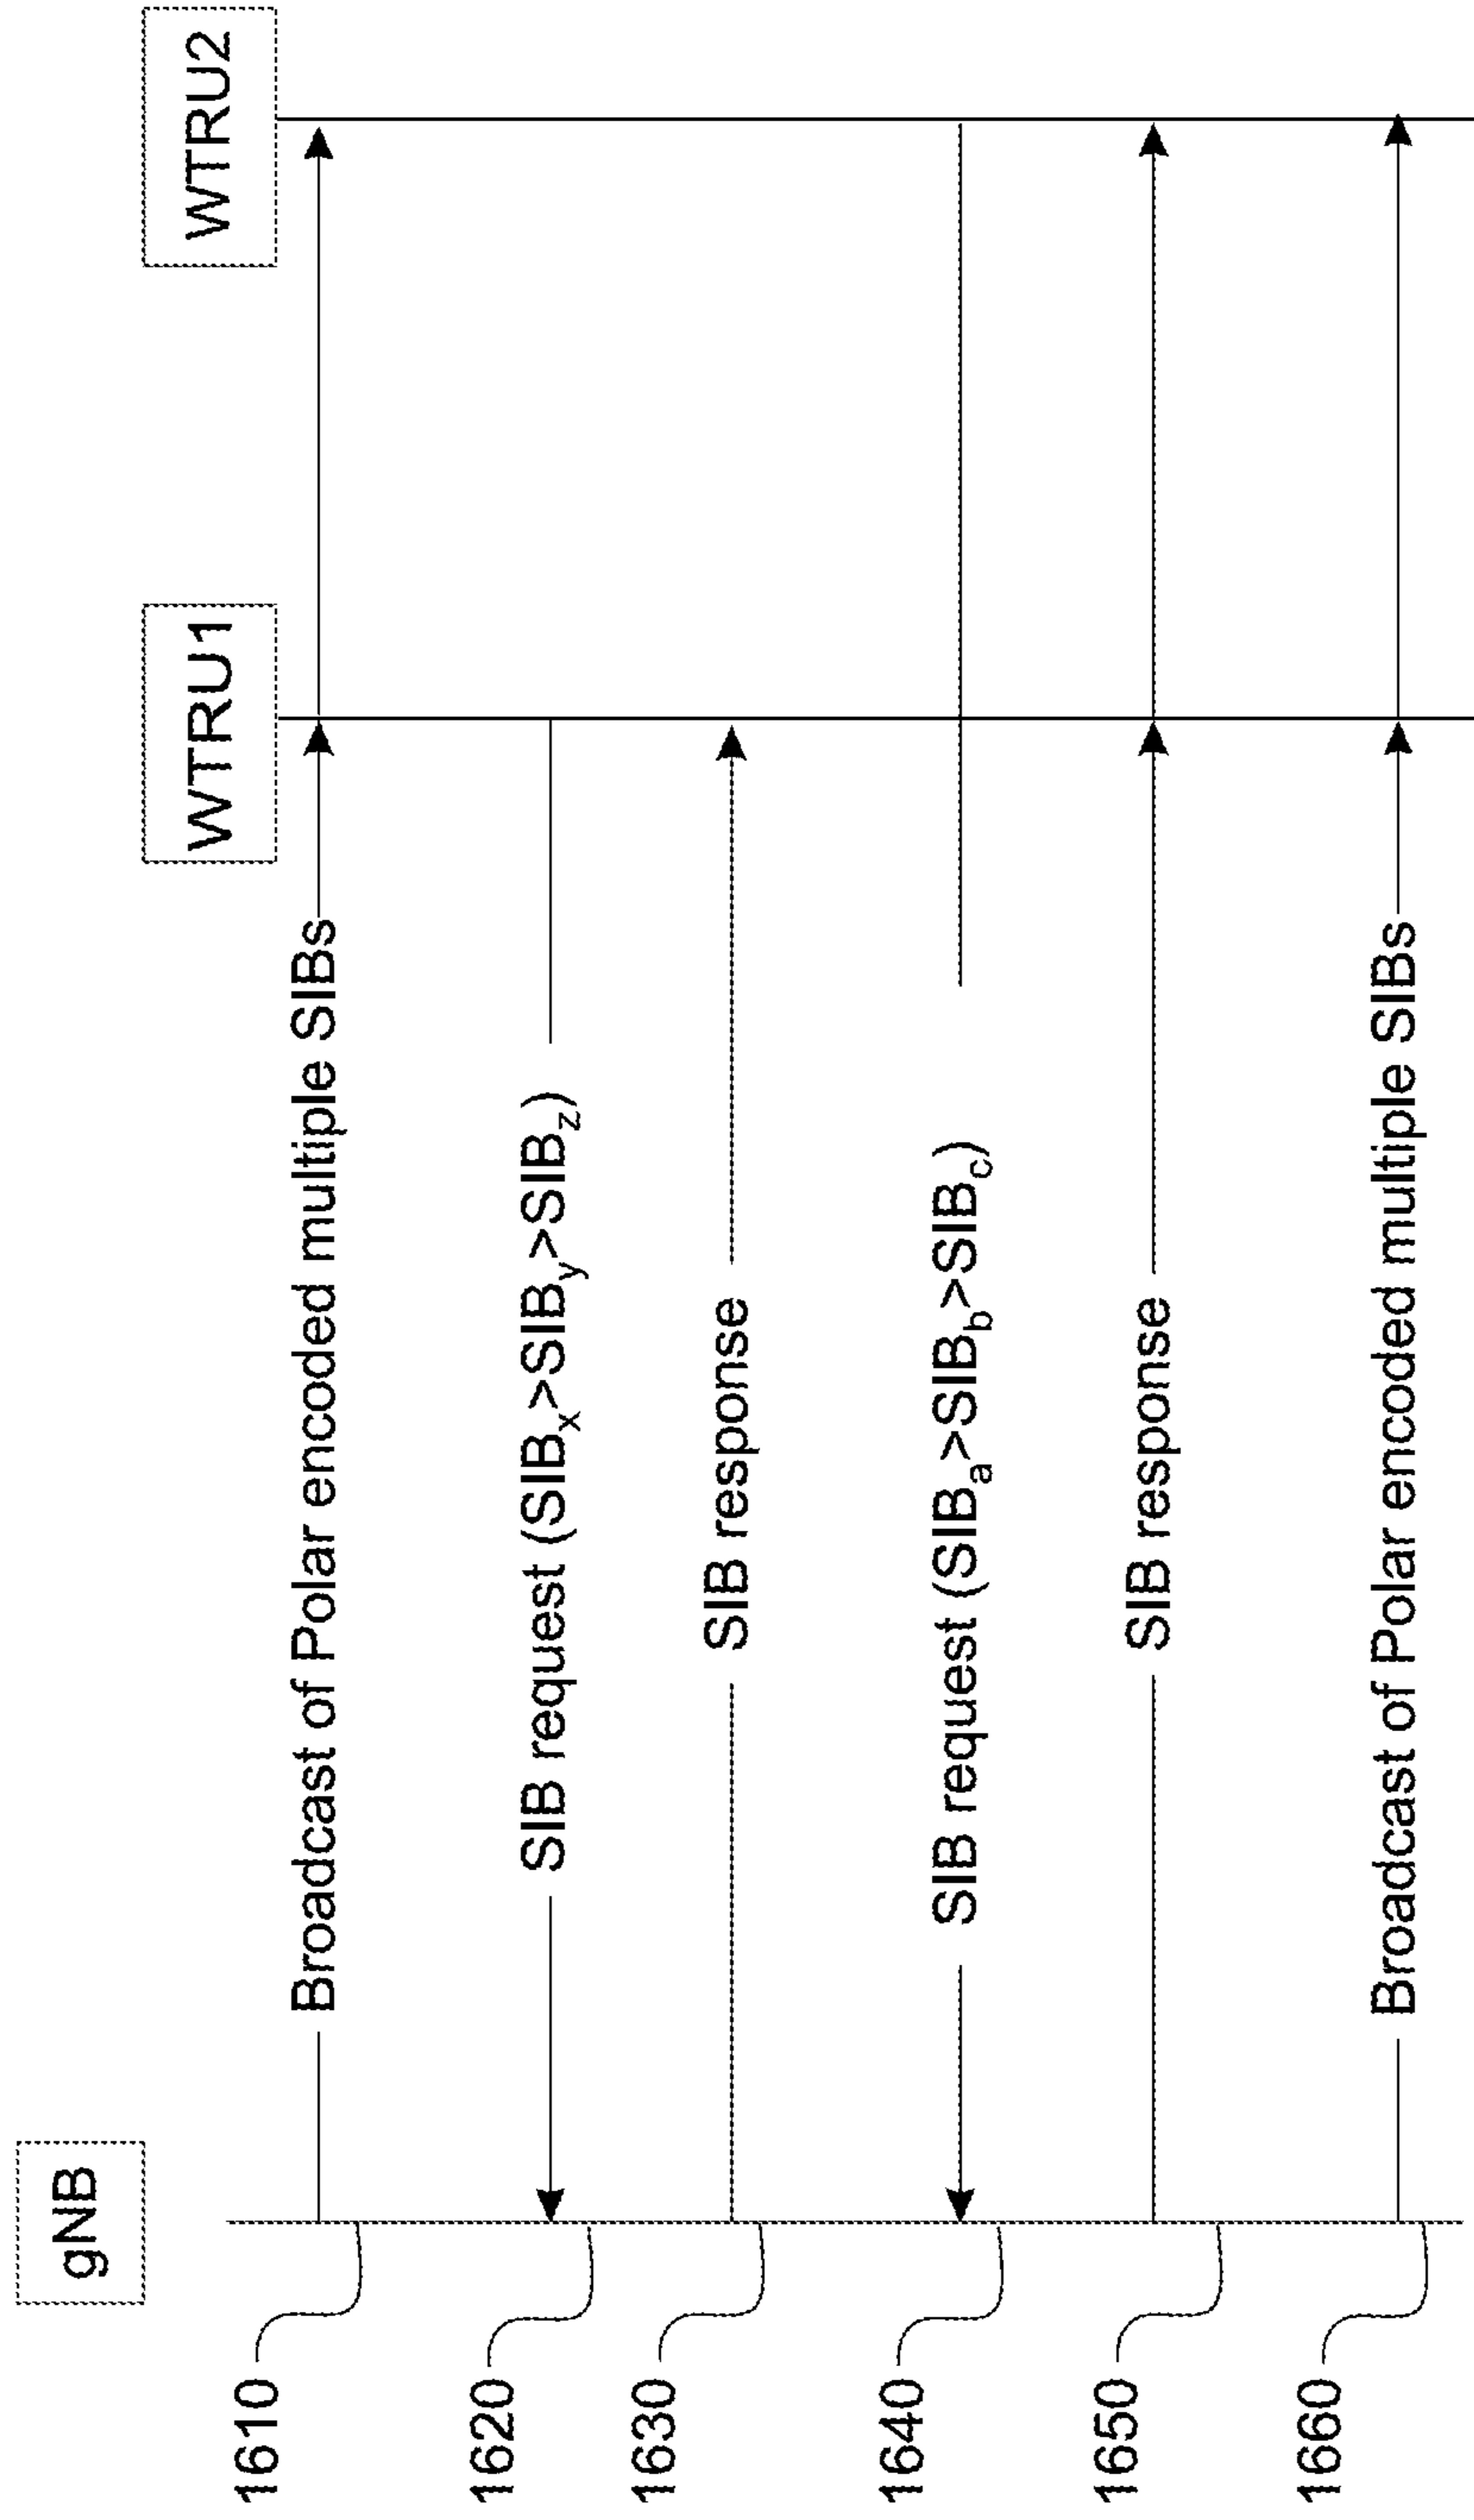 gNB
WTRU1
WTRU2
1610
Broadcast of Polar encoded multiple SIBs
1620
SIB request (SIBx>SIBy>SIBz)
1630
SIB response
1640
SIB request (SIBa>SIBb>SIBc)
1650
SIB response
1660
Broadcast of Polar encoded multiple SIBs